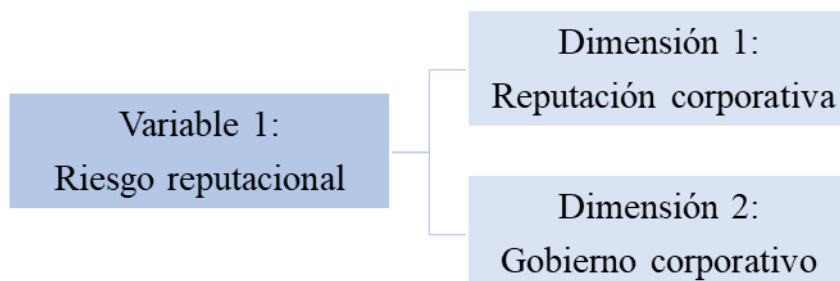 Variable 1:
Riesgo reputacional
Dimensión 1:
Reputación corporativa
Dimensión 2:
Gobierno corporativo